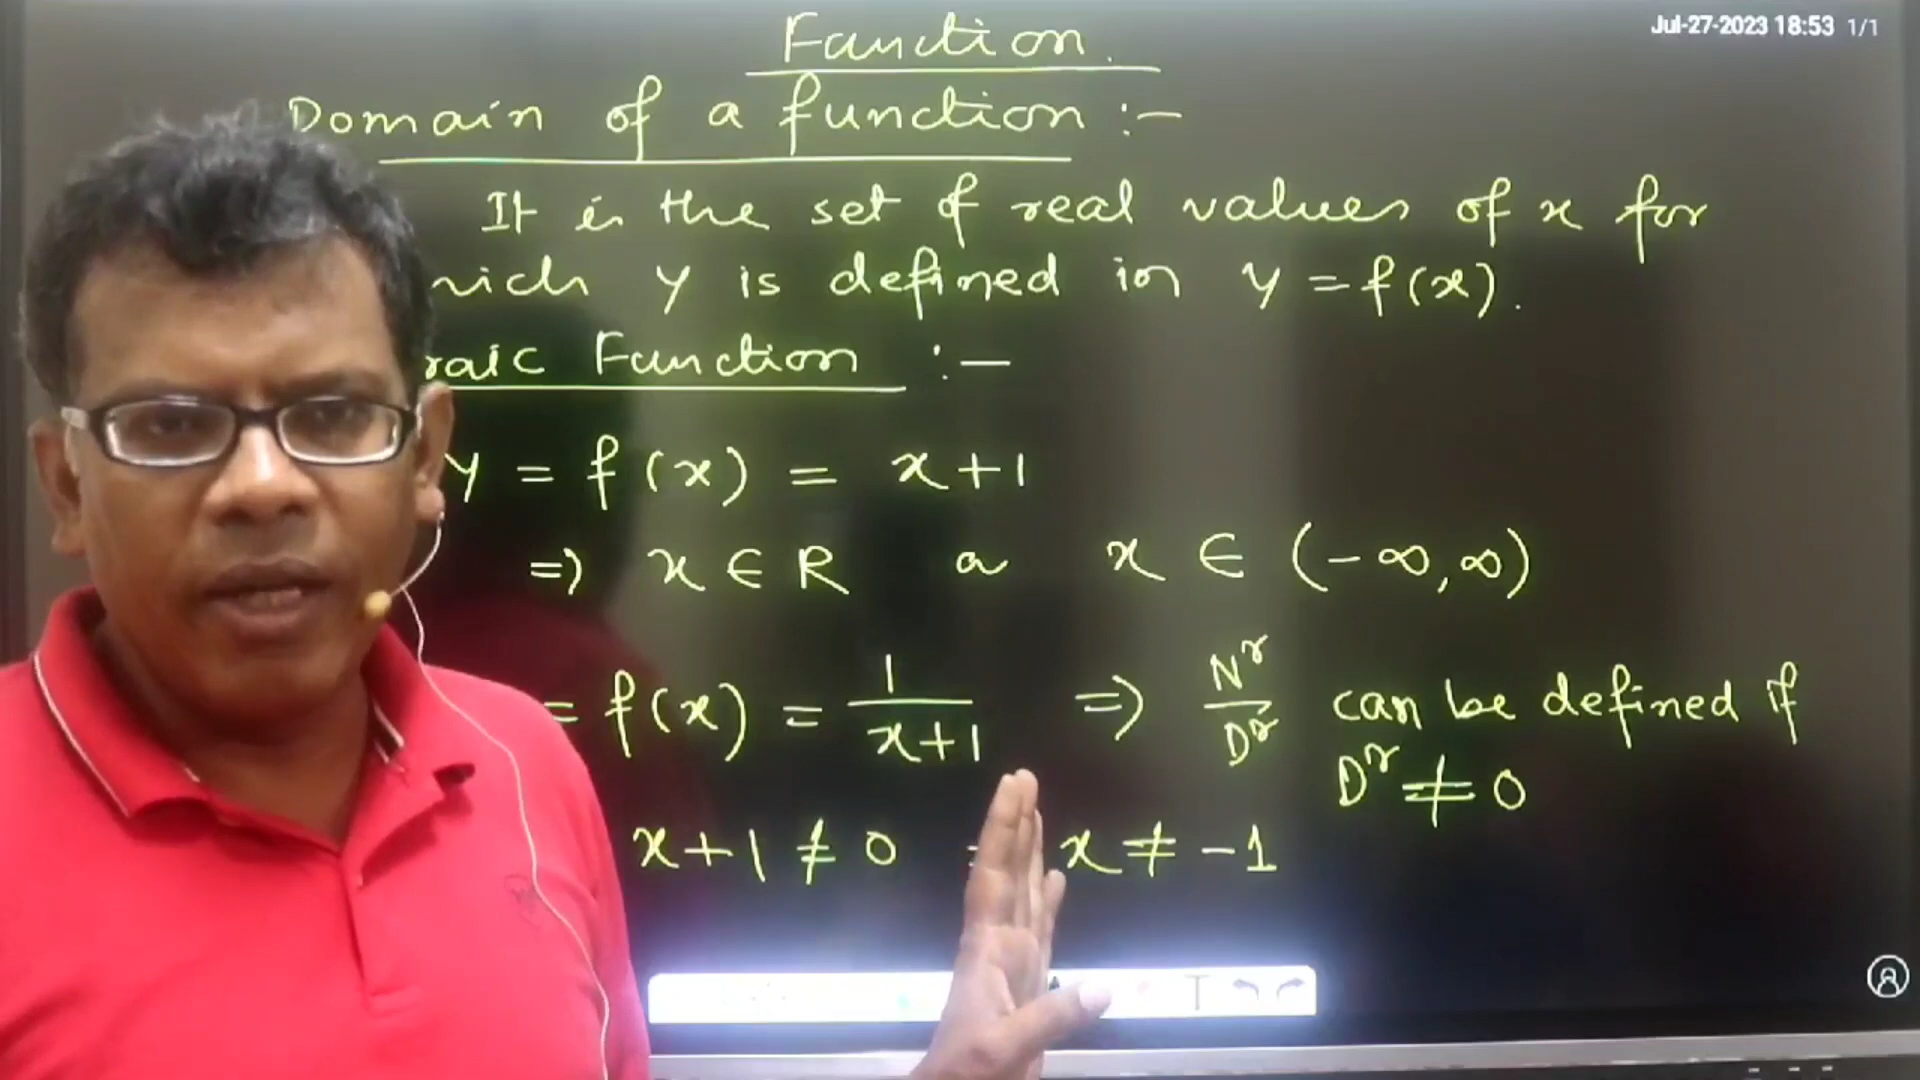 Jul-27-2023 18:53 1/1
Function.
Domain of a function :-
It is the set of real values of x for
y is defined in y = f(x).
Function :-
y = f(x) = x+1
=> x ∈ R or x ∈ (-∞, ∞)
= f(x) = 1/(x+1) => Nr/Dr can be defined if
Dr ≠ 0
x+1 ≠ 0 x ≠ -1
T